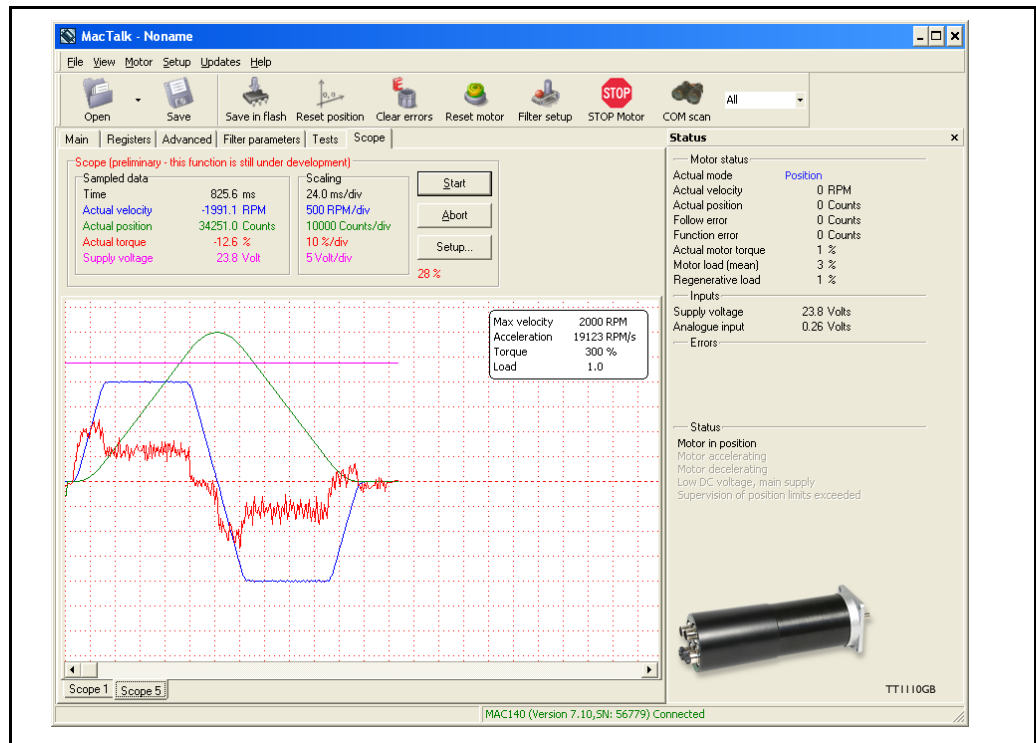 MacTalk - Noname
File View Motor Setup Updates Help
Open Save Save in flash Reset position Clear errors Reset motor Filter setup STOP Motor COM scan All
STOP
Main Registers Advanced Filter parameters Tests Scope
Scope (preliminary - this function is still under development)
Sampled data Scaling
Time 825.6 ms 24.0 ms/div
Actual velocity -1991.1 RPM 500 RPM/div
Actual position 34251.0 Counts 10000 Counts/div
Actual torque -12.6 % 10 %/div
Supply voltage 23.8 Volt 5 Volt/div
Start
Abort
Setup...
28 %
Max velocity 2000 RPM
Acceleration 19123 RPM/s
Torque 300 %
Load 1.0
Scope 1 Scope 5
Status
Motor status
Actual mode Position
Actual velocity 0 RPM
Actual position 0 Counts
Follow error 0 Counts
Function error 0 Counts
Actual motor torque 1 %
Motor load (mean) 3 %
Regenerative load 1 %
Inputs
Supply voltage 23.8 Volts
Analogue input 0.26 Volts
Errors
Status
Motor in position
Motor accelerating
Motor decelerating
Low DC voltage, main supply
Supervision of position limits exceeded
TT1110GB
MAC140 (Version 7.10,SN: 56779) Connected